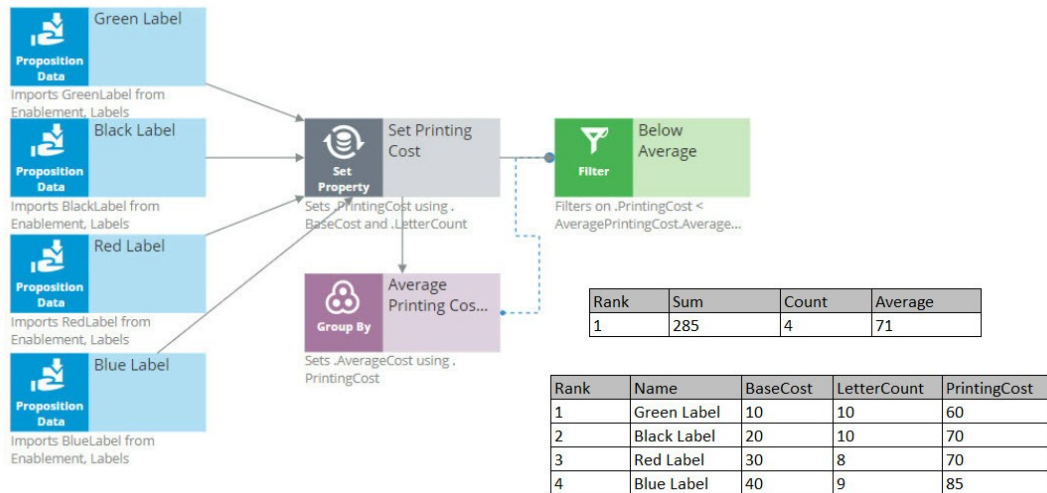 Green Label
Proposition
Data
Imports GreenLabel from
Enablement, Labels
Black Label
Proposition
Data
Imports BlackLabel from
Enablement, Labels
Red Label
Proposition
Data
Imports RedLabel from
Enablement, Labels
Blue Label
Proposition
Data
Imports BlueLabel from
Enablement, Labels
Set Printing
Cost
Set
Property
Sets .PrintingCost using .
BaseCost and .LetterCount
Average
Printing Cos...
Group By
Sets .AverageCost using .
PrintingCost
Below
Average
Filter
Filters on .PrintingCost <
AveragePrintingCost.Average...
Rank Sum Count Average
1 285 4 71
Rank Name BaseCost LetterCount PrintingCost
1 Green Label 10 10 60
2 Black Label 20 10 70
3 Red Label 30 8 70
4 Blue Label 40 9 85